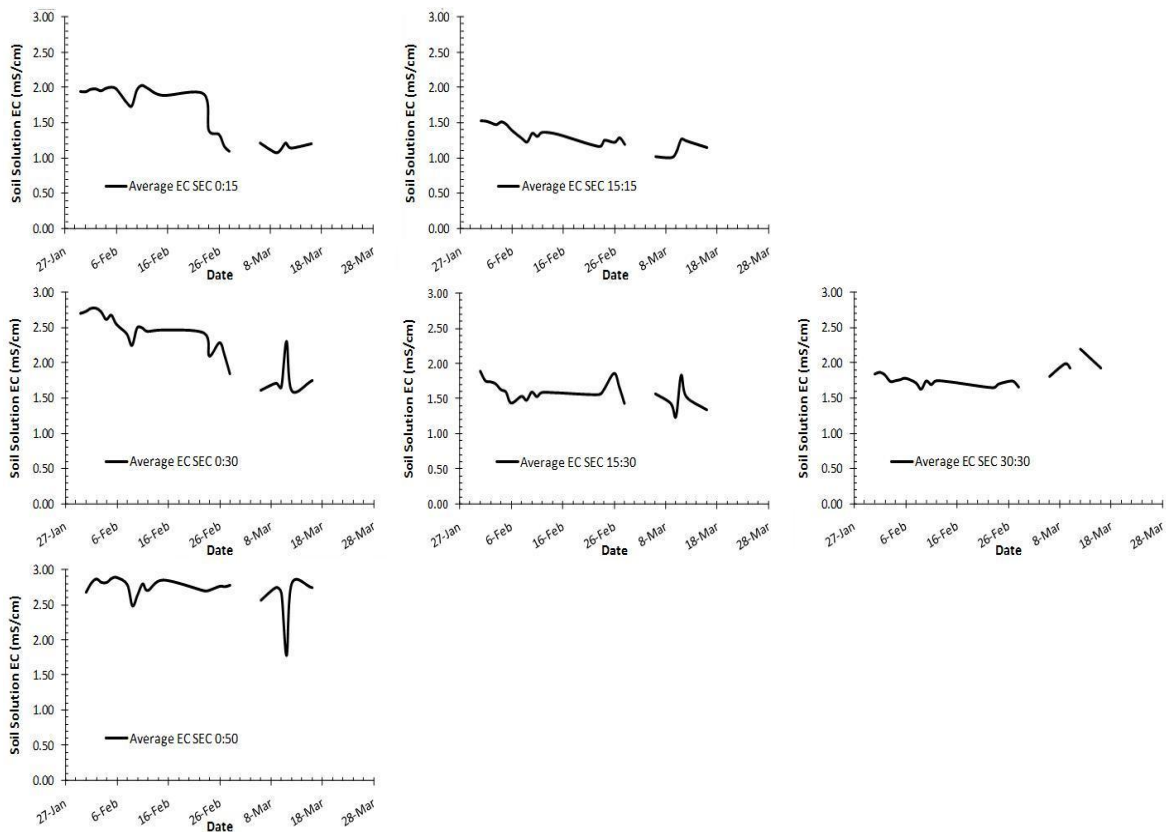 3.00
2.50
2.00
1.50
1.00
0.50
0.00
Soil Solution EC (mS/cm)
Average EC SEC 0:15
27-Jan
6-Feb
16-Feb
26-Feb
8-Mar
18-Mar
28-Mar
Date
3.00
2.50
2.00
1.50
1.00
0.50
0.00
Soil Solution EC (mS/cm)
Average EC SEC 15:15
27-Jan
6-Feb
16-Feb
26-Feb
8-Mar
18-Mar
28-Mar
Date
3.00
2.50
2.00
1.50
1.00
0.50
0.00
Soil Solution EC (mS/cm)
Average EC SEC 0:30
27-Jan
6-Feb
16-Feb
26-Feb
8-Mar
18-Mar
28-Mar
Date
3.00
2.50
2.00
1.50
1.00
0.50
0.00
Soil Solution EC (mS/cm)
Average EC SEC 15:30
27-Jan
6-Feb
16-Feb
26-Feb
8-Mar
18-Mar
28-Mar
Date
3.00
2.50
2.00
1.50
1.00
0.50
0.00
Soil Solution EC (mS/cm)
Average EC SEC 30:30
27-Jan
6-Feb
16-Feb
26-Feb
8-Mar
18-Mar
28-Mar
Date
3.00
2.50
2.00
1.50
1.00
0.50
0.00
Soil Solution EC (mS/cm)
Average EC SEC 0:50
27-Jan
6-Feb
16-Feb
26-Feb
8-Mar
18-Mar
28-Mar
Date